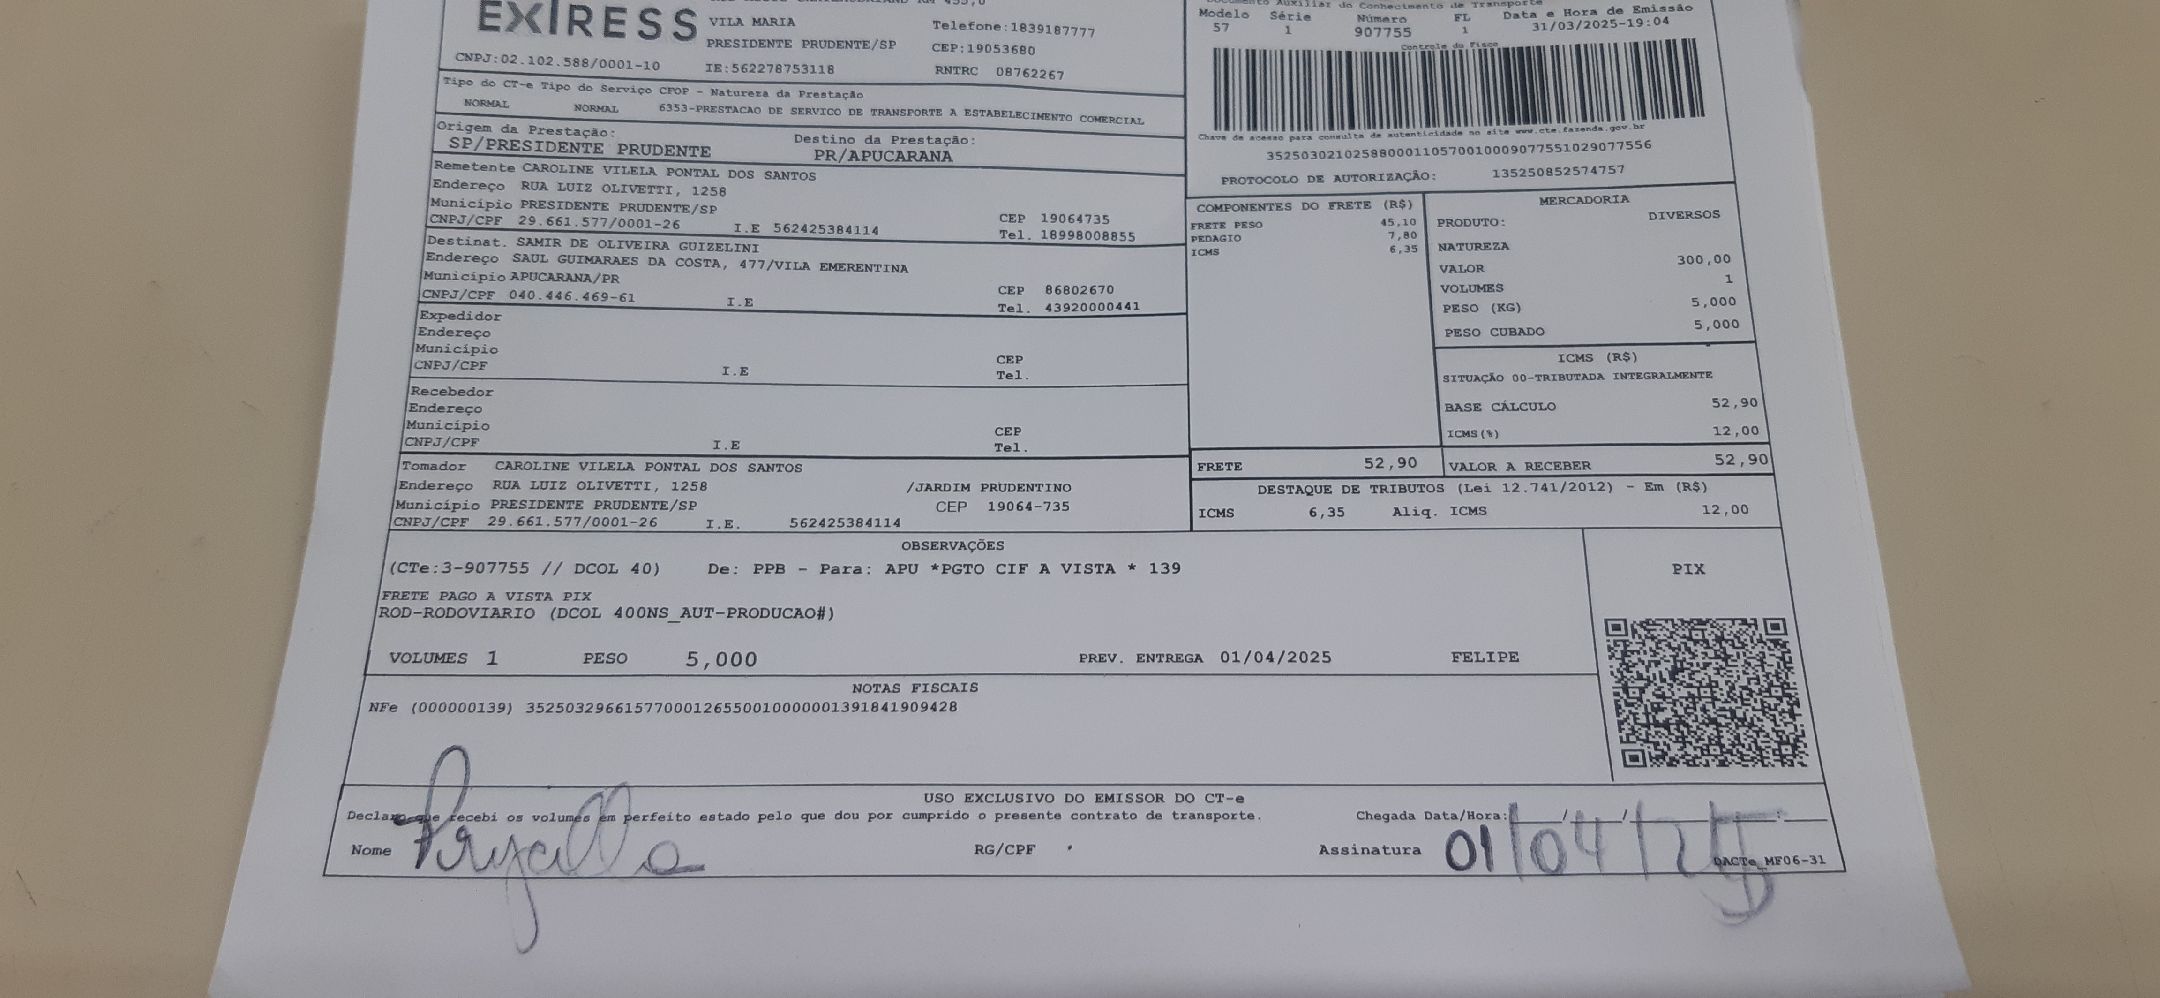 EXIRESS
VILA MARIA
PRESIDENTE PRUDENTE/SP
Telefone:1839187777
CEP:19053680
CNPJ:02.102.588/0001-10 IE:562278753118 RNTRC 08762267
Documento Auxiliar do Conhecimento de Transporte
Modelo Série Número FL Data e Hora de Emissão
57 1 907755 1 31/03/2025-19:04
Controle do Fisco
Chave de acesso para consulta de autenticidade no site www.cte.fazenda.gov.br
35250302102588000110570010009077551029077556
PROTOCOLO DE AUTORIZAÇÃO: 135250852574757
Tipo do CT-e Tipo do Serviço CFOP - Natureza da Prestação
NORMAL NORMAL 6353-PRESTACAO DE SERVICO DE TRANSPORTE A ESTABELECIMENTO COMERCIAL
Origem da Prestação: Destino da Prestação:
SP/PRESIDENTE PRUDENTE PR/APUCARANA
Remetente CAROLINE VILELA PONTAL DOS SANTOS
Endereço RUA LUIZ OLIVETTI, 1258
Município PRESIDENTE PRUDENTE/SP CEP 19064735
CNPJ/CPF 29.661.577/0001-26 I.E 562425384114 Tel. 18998008855
Destinat. SAMIR DE OLIVEIRA GUIZELINI
Endereço SAUL GUIMARAES DA COSTA, 477/VILA EMERENTINA
Município APUCARANA/PR CEP 86802670
CNPJ/CPF 040.446.469-61 I.E Tel. 43920000441
Expedidor
Endereço
Município CEP
CNPJ/CPF I.E Tel.
Recebedor
Endereço
Município CEP
CNPJ/CPF I.E Tel.
Tomador CAROLINE VILELA PONTAL DOS SANTOS
Endereço RUA LUIZ OLIVETTI, 1258 /JARDIM PRUDENTINO
Município PRESIDENTE PRUDENTE/SP CEP 19064-735
CNPJ/CPF 29.661.577/0001-26 I.E. 562425384114
COMPONENTES DO FRETE (R$)
FRETE PESO 45,10
PEDAGIO 7,80
ICMS 6,35
MERCADORIA
PRODUTO: DIVERSOS
NATUREZA
VALOR 300,00
VOLUMES 1
PESO (KG) 5,000
PESO CUBADO 5,000
ICMS (R$)
SITUAÇÃO 00-TRIBUTADA INTEGRALMENTE
BASE CÁLCULO 52,90
ICMS(%) 12,00
FRETE 52,90 VALOR A RECEBER 52,90
DESTAQUE DE TRIBUTOS (Lei 12.741/2012) - Em (R$)
ICMS 6,35 Aliq. ICMS 12,00
OBSERVAÇÕES
(CTe:3-907755 // DCOL 40) De: PPB - Para: APU *PGTO CIF A VISTA * 139
FRETE PAGO A VISTA PIX
ROD-RODOVIARIO (DCOL 400NS_AUT-PRODUCAO#)
PIX
VOLUMES 1 PESO 5,000 PREV. ENTREGA 01/04/2025 FELIPE
NOTAS FISCAIS
NFe (000000139) 35250329661577000126550010000001391841909428
USO EXCLUSIVO DO EMISSOR DO CT-e
Declaro que recebi os volumes em perfeito estado pelo que dou por cumprido o presente contrato de transporte. Chegada Data/Hora:___/___/___ :___
Nome RG/CPF Assinatura 01/04/25
DACTe_MF06-31